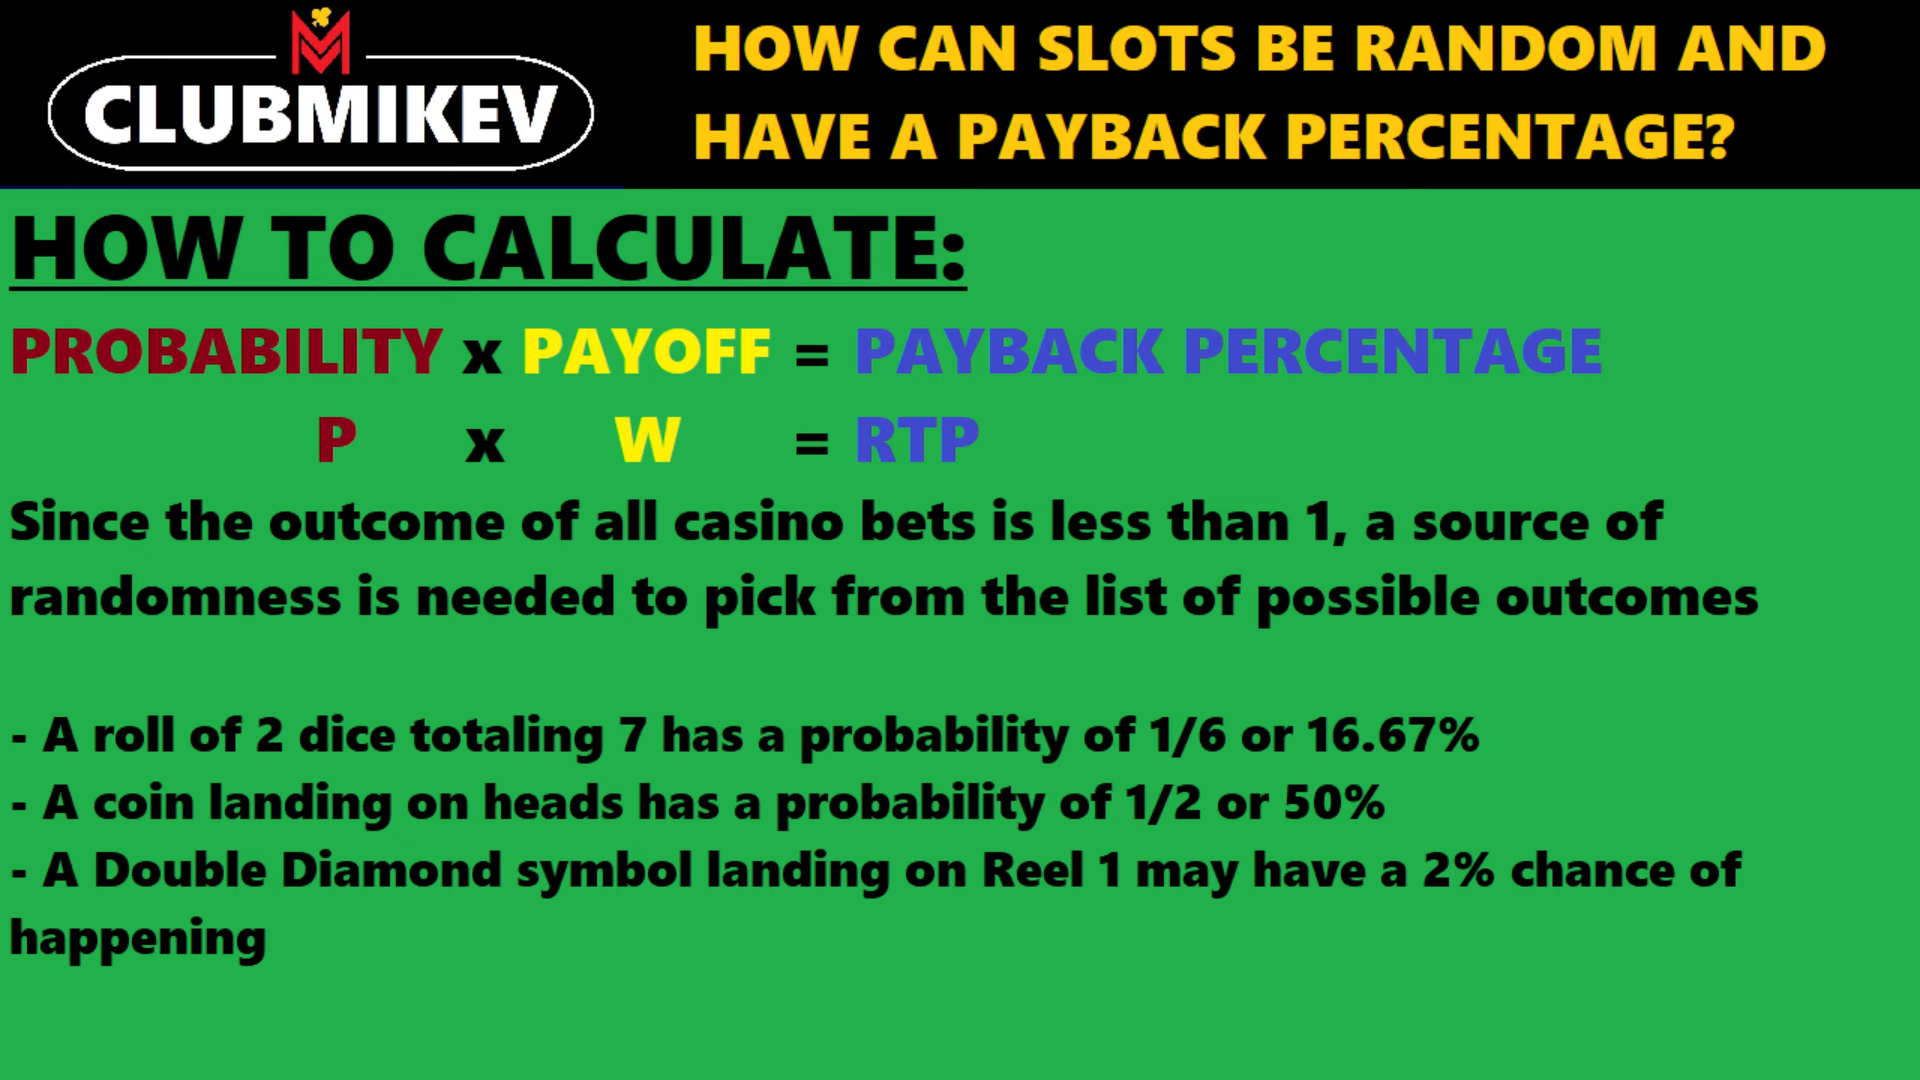 CLUBMIKEV
HOW CAN SLOTS BE RANDOM AND
HAVE A PAYBACK PERCENTAGE?
HOW TO CALCULATE:
PROBABILITY x PAYOFF = PAYBACK PERCENTAGE
P x W = RTP
Since the outcome of all casino bets is less than 1, a source of
randomness is needed to pick from the list of possible outcomes
- A roll of 2 dice totaling 7 has a probability of 1/6 or 16.67%
- A coin landing on heads has a probability of 1/2 or 50%
- A Double Diamond symbol landing on Reel 1 may have a 2% chance of
happening